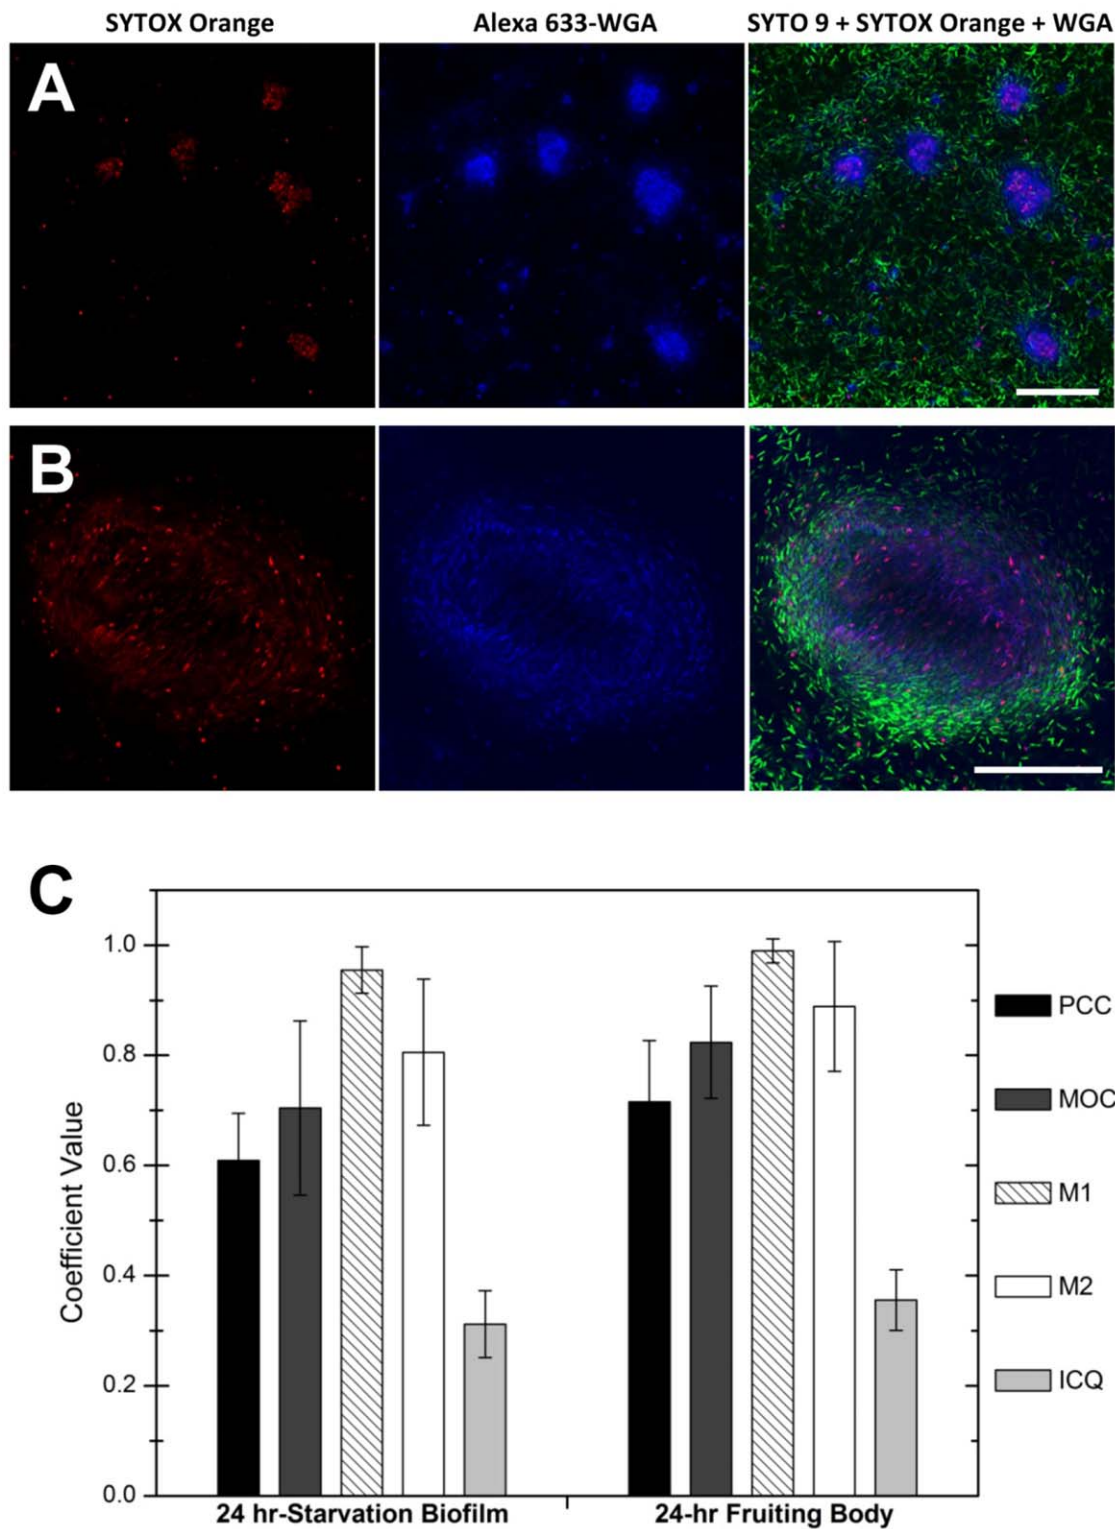 SYTOX Orange Alexa 633-WGA SYTO 9 + SYTOX Orange + WGA
A
B
C
1.0
0.8
0.6
0.4
0.2
0.0
Coefficient Value
24 hr-Starvation Biofilm 24-hr Fruiting Body
PCC
MOC
M1
M2
ICQ